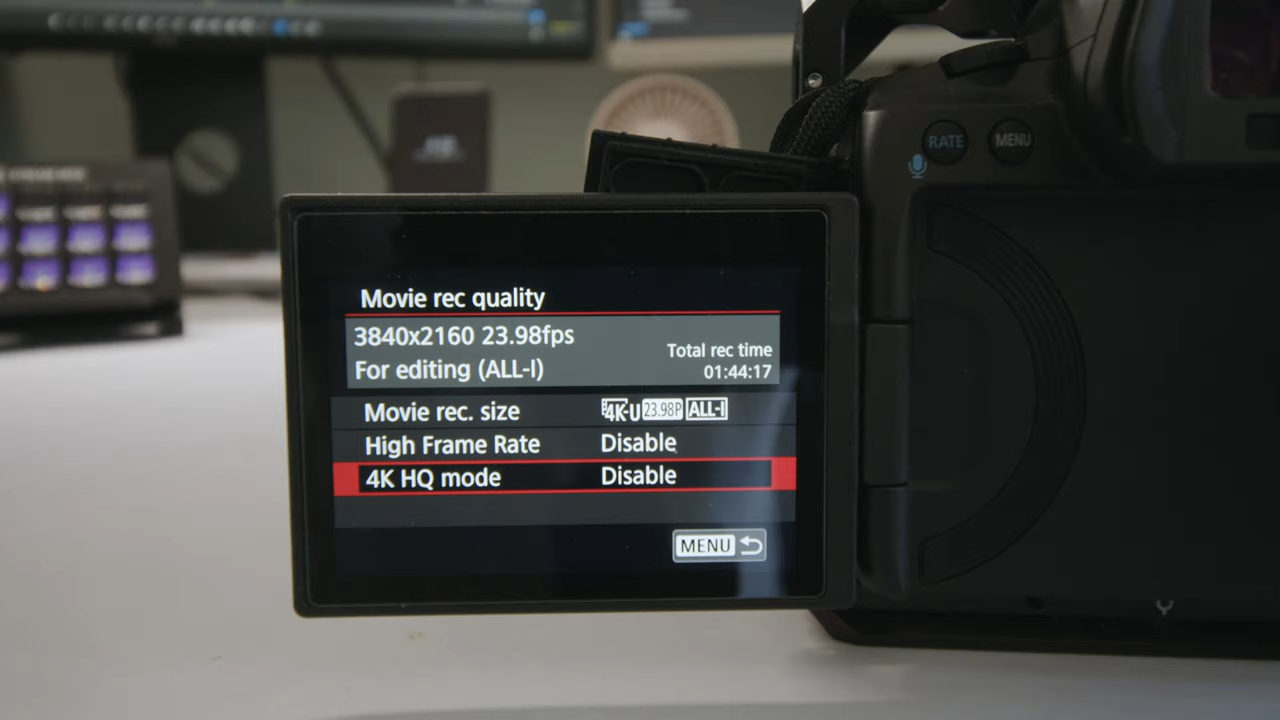 RATE
MENU
Movie rec quality
3840x2160 23.98fps
For editing (ALL-I)
Total rec time
01:44:17
Movie rec. size 4K-U 23.98P ALL-I
High Frame Rate Disable
4K HQ mode Disable
MENU